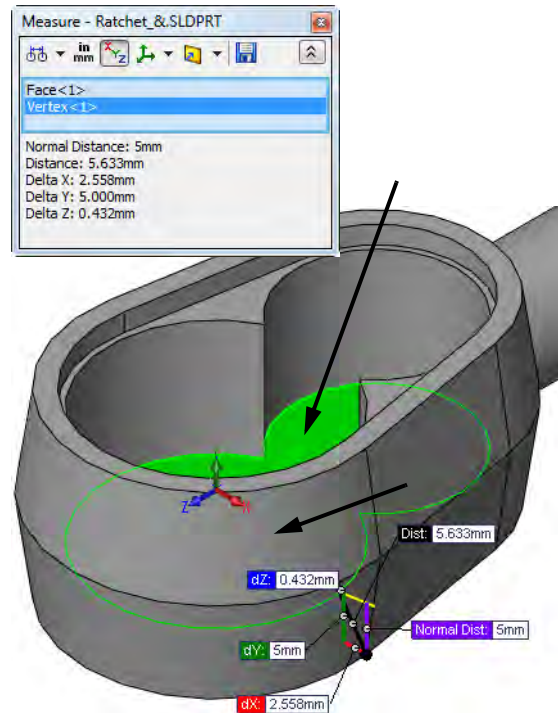 Measure - Ratchet_&.SLDPRT
in
mm
X Y Z
Face<1>
Vertex<1>
Normal Distance: 5mm
Distance: 5.633mm
Delta X: 2.558mm
Delta Y: 5.000mm
Delta Z: 0.432mm
Z
Dist: 5.633mm
dZ: 0.432mm
Normal Dist: 5mm
dY: 5mm
dX: 2.558mm